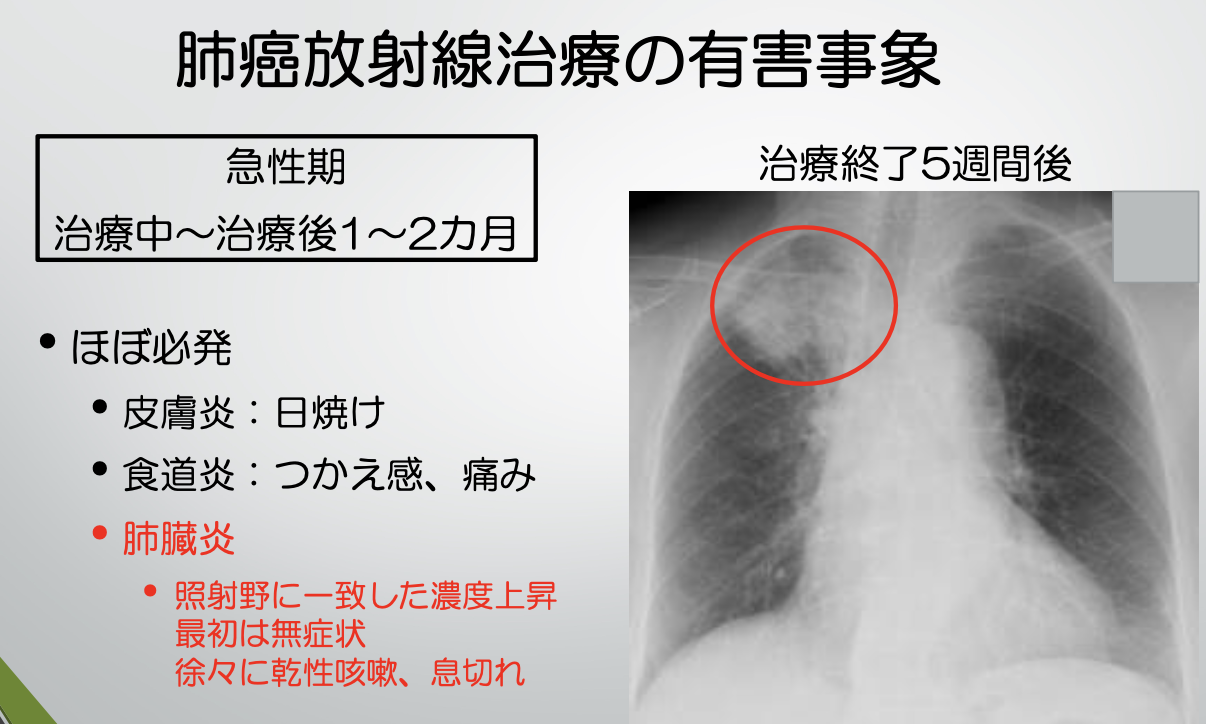 肺癌放射線治療の有害事象
急性期
治療中～治療後1～2カ月
• ほぼ必発
• 皮膚炎：日焼け
• 食道炎：つかえ感、痛み
• 肺臓炎
• 照射野に一致した濃度上昇
最初は無症状
徐々に乾性咳嗽、息切れ
治療終了5週間後